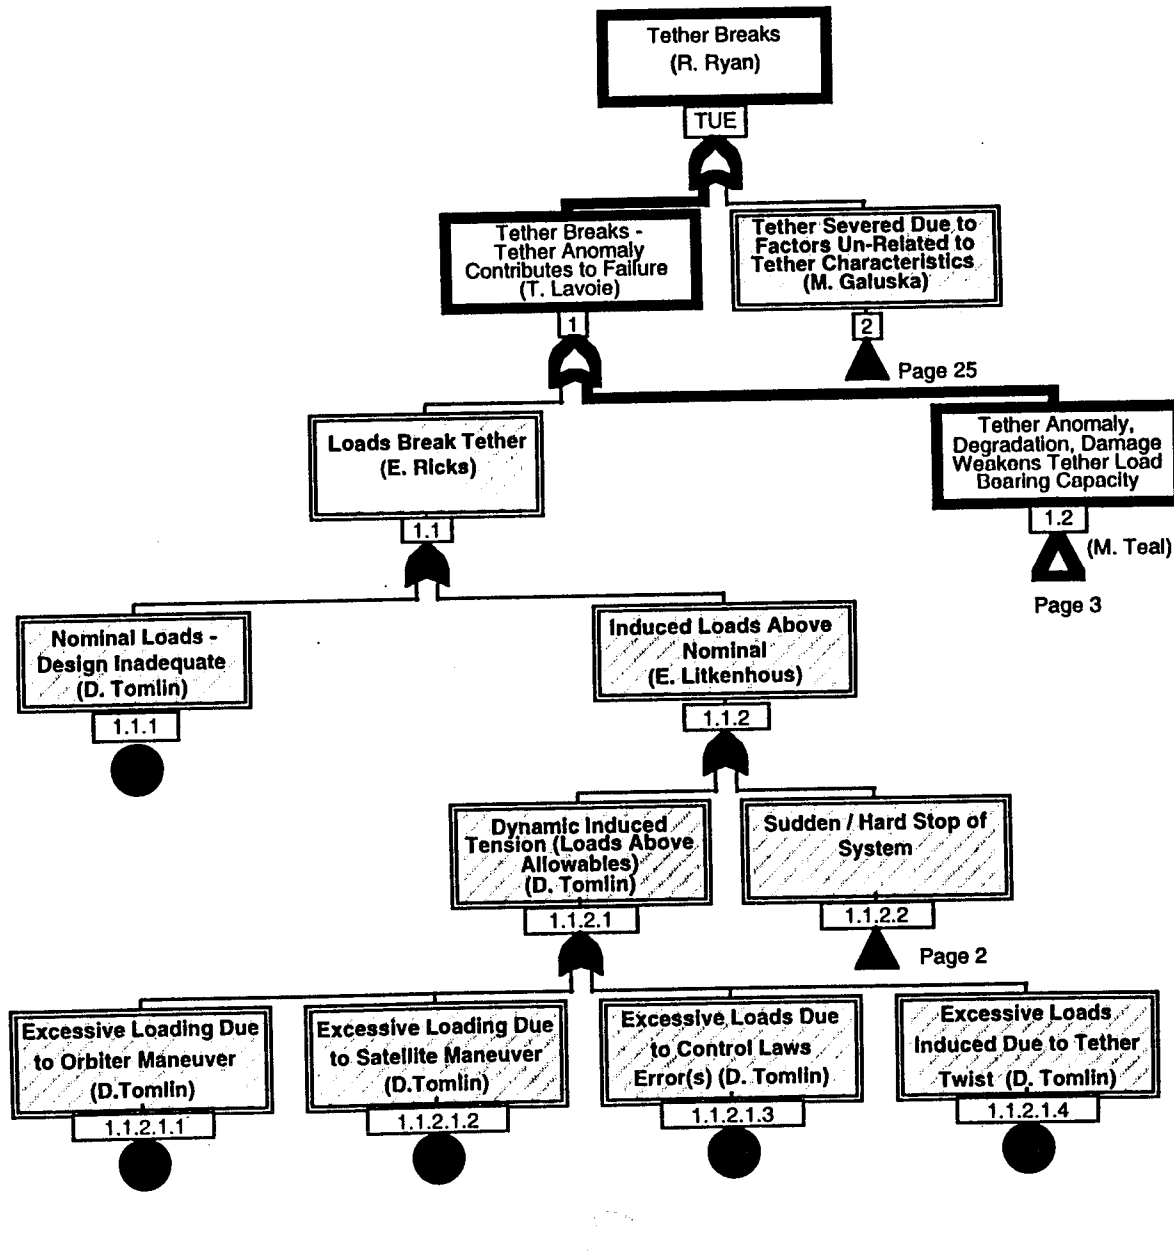 Tether Breaks
(R. Ryan)
TUE
Tether Breaks -
Tether Anomaly
Contributes to Failure
(T. Lavoie)
1
Tether Severed Due to
Factors Un-Related to
Tether Characteristics
(M. Galuska)
2
Page 25
Loads Break Tether
(E. Ricks)
1.1
Tether Anomaly,
Degradation, Damage
Weakens Tether Load
Bearing Capacity
1.2
(M. Teal)
Page 3
Nominal Loads -
Design Inadequate
(D. Tomlin)
1.1.1
Induced Loads Above
Nominal
(E. Litkenhous)
1.1.2
Dynamic Induced
Tension (Loads Above
Allowables)
(D. Tomlin)
1.1.2.1
Sudden / Hard Stop of
System
1.1.2.2
Page 2
Excessive Loading Due
to Orbiter Maneuver
(D.Tomlin)
1.1.2.1.1
Excessive Loading Due
to Satellite Maneuver
(D.Tomlin)
1.1.2.1.2
Excessive Loads Due
to Control Laws
Error(s) (D. Tomlin)
1.1.2.1.3
Excessive Loads
Induced Due to Tether
Twist (D. Tomlin)
1.1.2.1.4